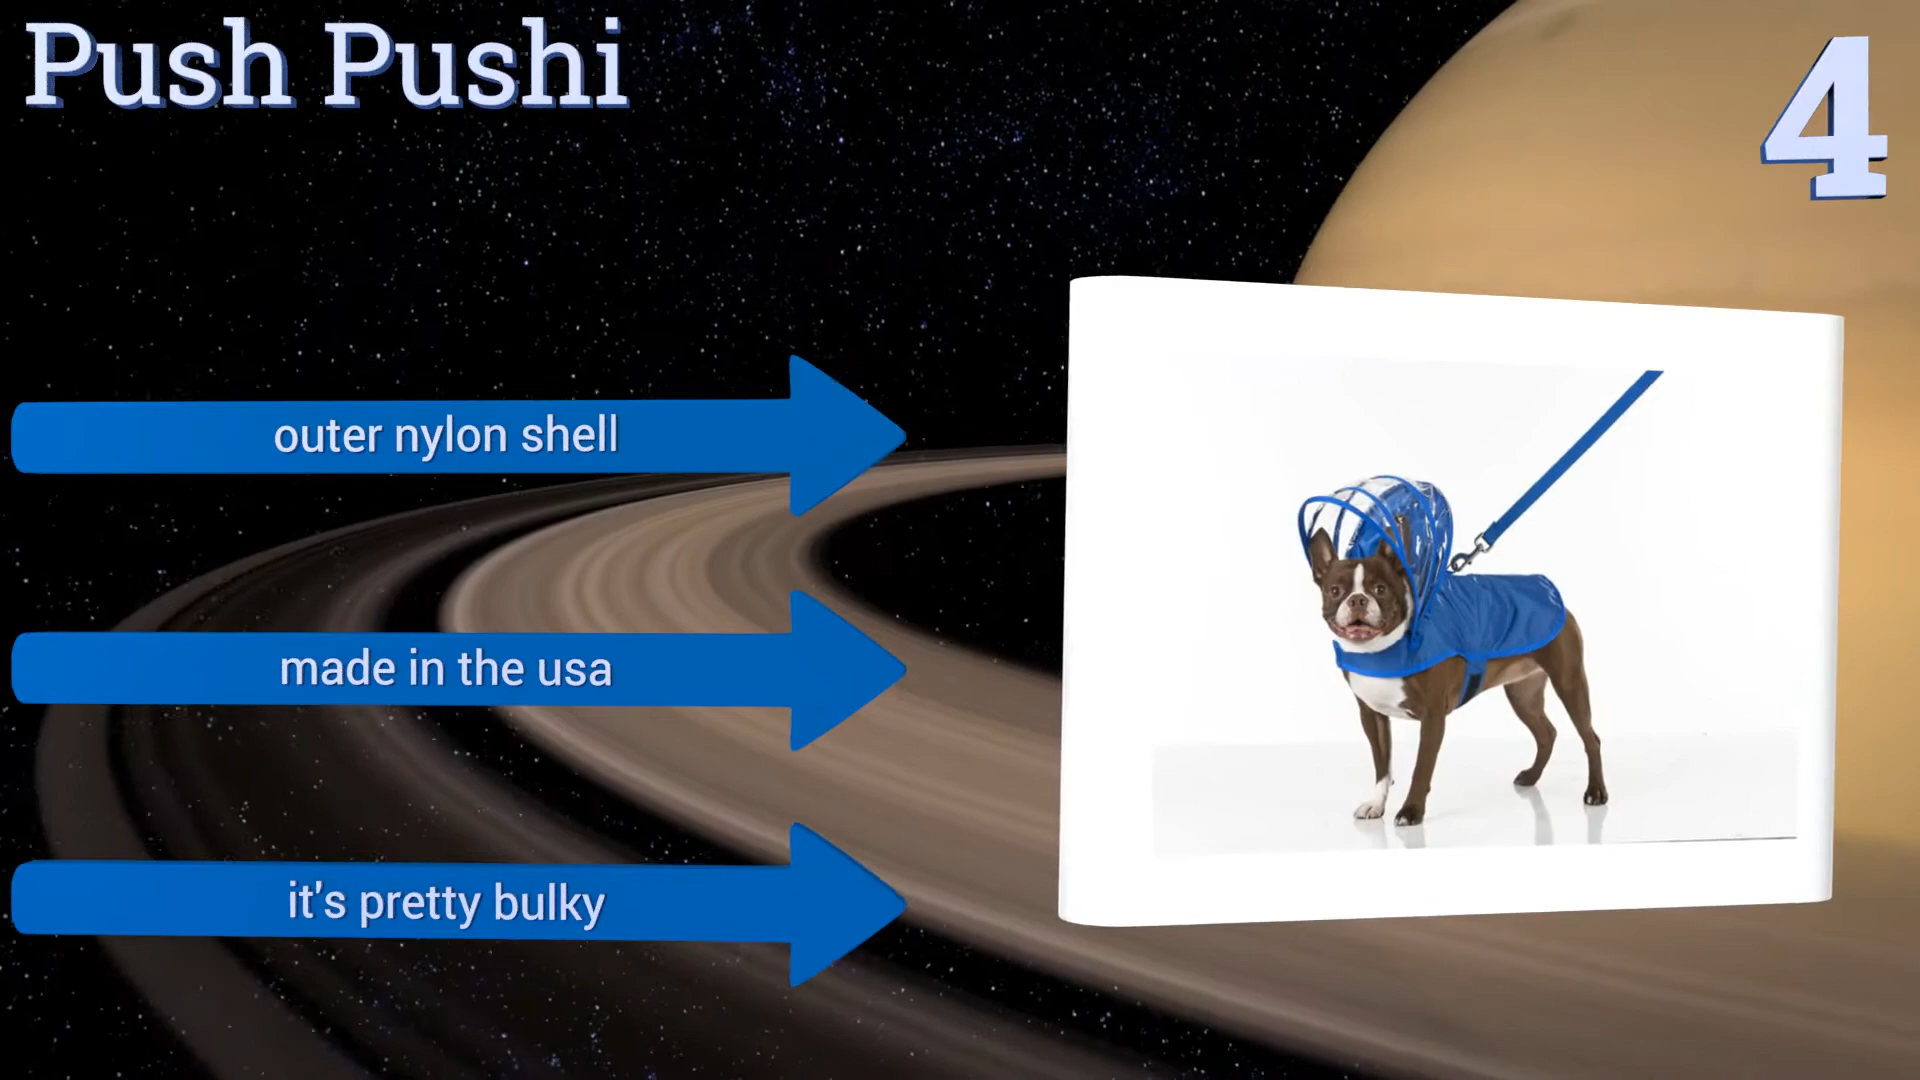 Push Pushi
4
outer nylon shell
made in the usa
it's pretty bulky